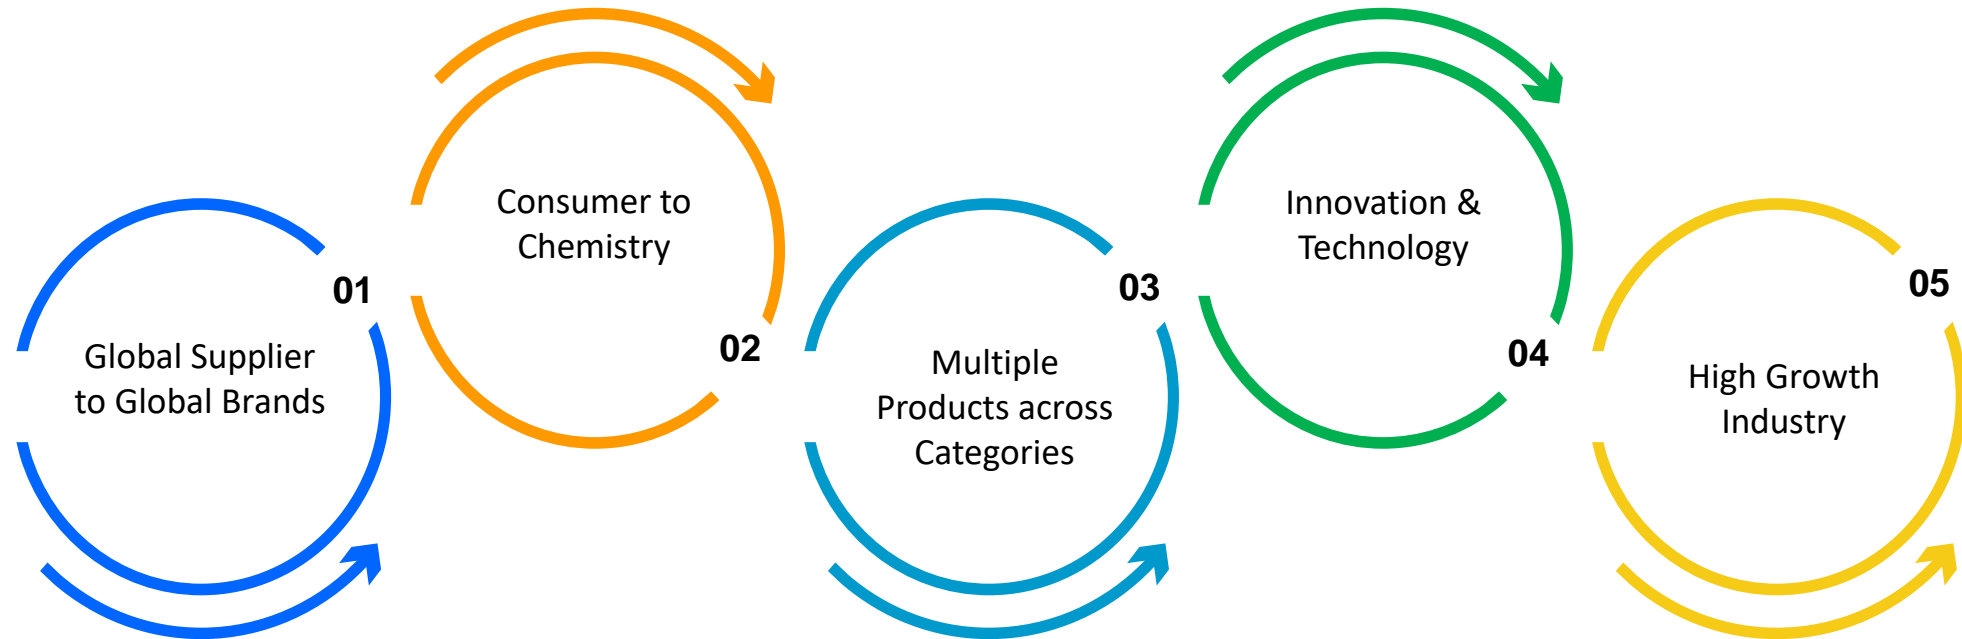 01
Global Supplier
to Global Brands
Consumer to
Chemistry
02
03
Multiple
Products across
Categories
Innovation &
Technology
04
05
High Growth
Industry